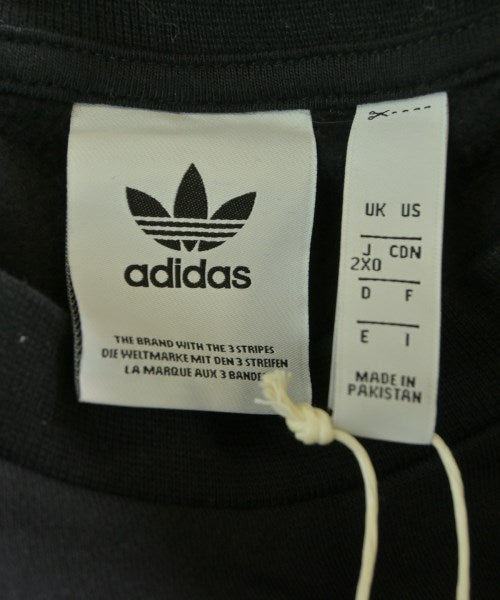 adidas
THE BRAND WITH THE 3 STRIPES
DIE WELTMARKE MIT DEN 3 STREIFEN
LA MARQUE AUX 3 BANDES
UK US
J CDN
2XO
D F
E I
MADE IN
PAKISTAN